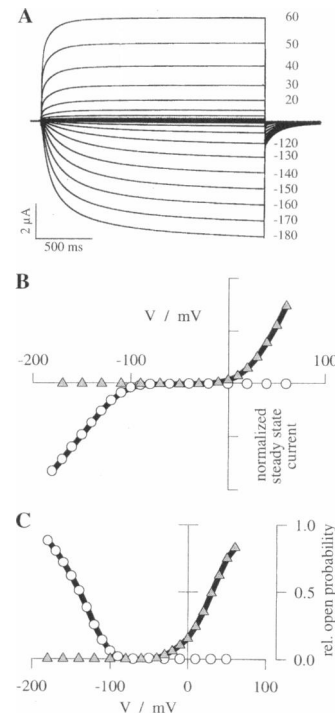 A
60
50
40
30
20
-120
-130
-140
-150
-160
-170
-180
2 µA
500 ms
B
V / mV
-200
-100
100
normalized
steady state
current
C
1.0
0.5
0.0
rel. open probability
-200
-100
0
100
V / mV